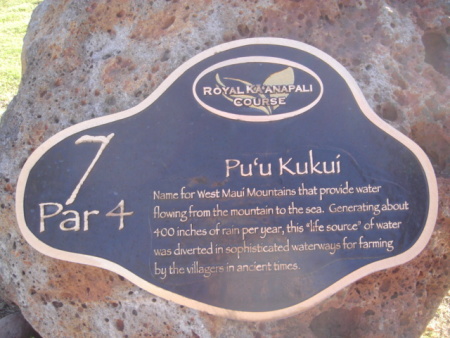 ROYAL KA'ANAPALI
COURSE
7
Par 4
Pu'u Kukui
Name for West Maui Mountains that provide water
flowing from the mountain to the sea. Generating about
400 inches of rain per year, this "life source" of water
was diverted in sophisticated waterways for farming
by the villagers in ancient times.